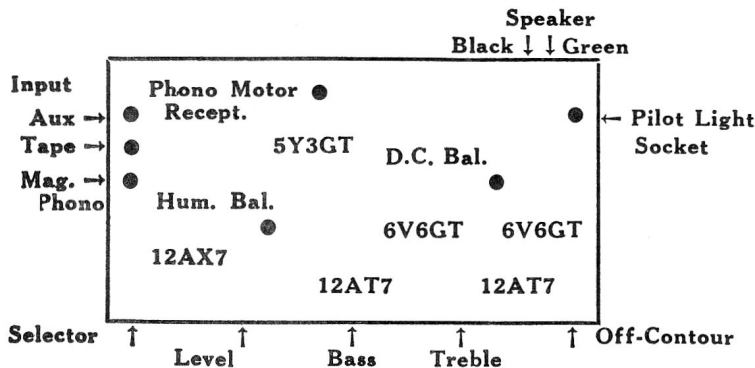 Speaker
Black ↓ ↓ Green
Input
Phono Motor
Recept.
Aux →
← Pilot Light
Socket
Tape →
5Y3GT
D.C. Bal.
Mag. →
Phono
Hum. Bal.
6V6GT 6V6GT
12AX7
12AT7 12AT7
Selector ↑ ↑ ↑ ↑ ↑ Off-Contour
Level Bass Treble